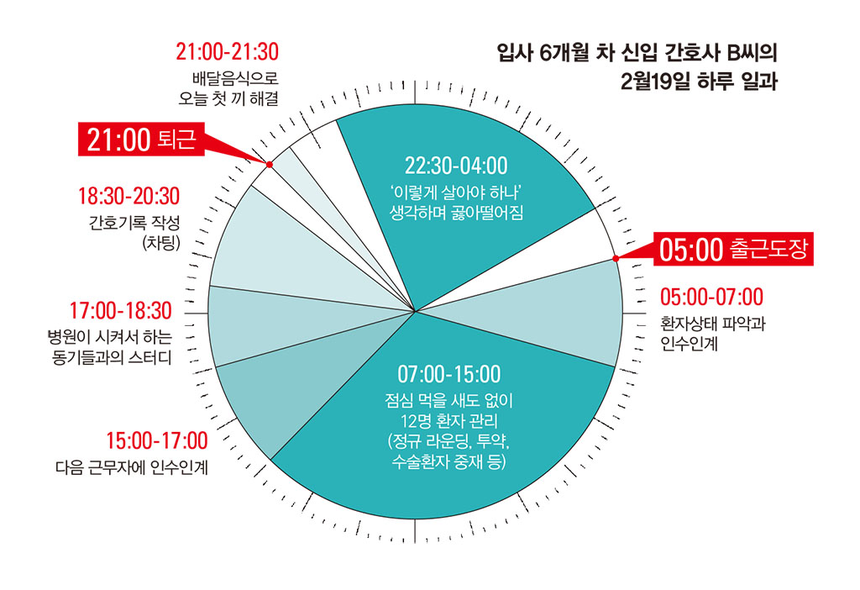 입사 6개월 차 신입 간호사 B씨의
2월19일 하루 일과
21:00-21:30
배달음식으로
오늘 첫 끼 해결
21:00 퇴근
18:30-20:30
간호기록 작성
(차팅)
17:00-18:30
병원이 시켜서 하는
동기들과의 스터디
15:00-17:00
다음 근무자에 인수인계
22:30-04:00
‘이렇게 살아야 하나’
생각하며 곯아떨어짐
05:00 출근도장
05:00-07:00
환자상태 파악과
인수인계
07:00-15:00
점심 먹을 새도 없이
12명 환자 관리
(정규 라운딩, 투약,
수술환자 중재 등)